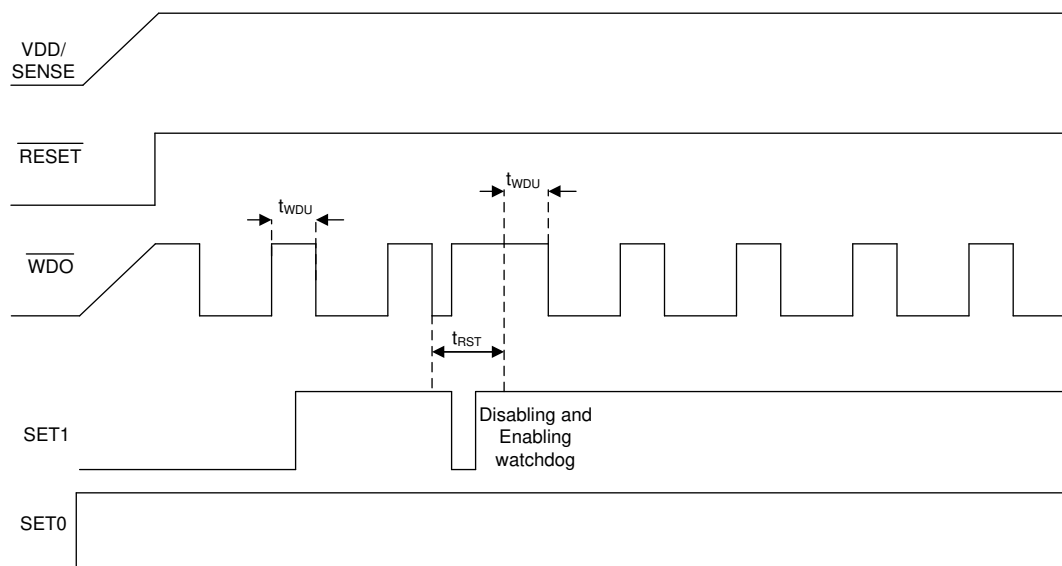 VDD/
SENSE
RESET
tWDU
tWDU
WDO
tRST
SET1
Disabling and
Enabling
watchdog
SET0